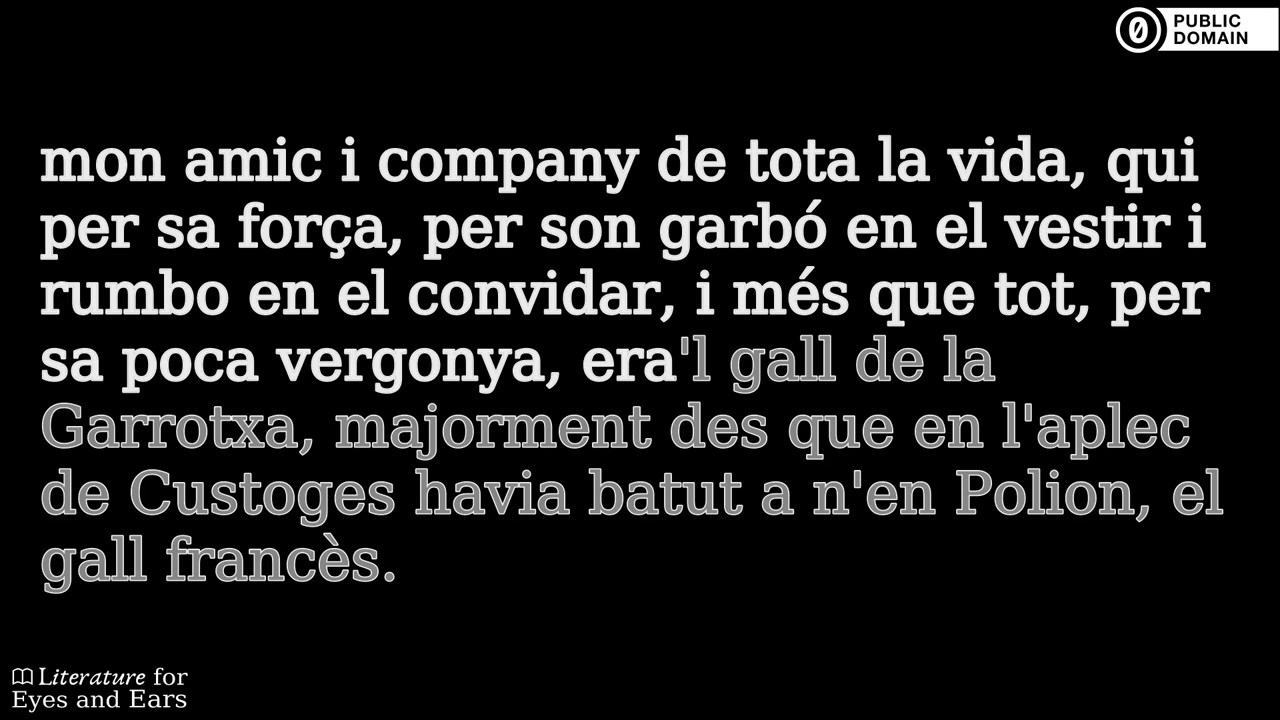 PUBLIC
DOMAIN
mon amic i company de tota la vida, qui
per sa força, per son garbó en el vestir i
rumbo en el convidar, i més que tot, per
sa poca vergonya, era'l gall de la
Garrotxa, majorment des que en l'aplec
de Custoges havia batut a n'en Polion, el
gall francès.
Literature for
Eyes and Ears